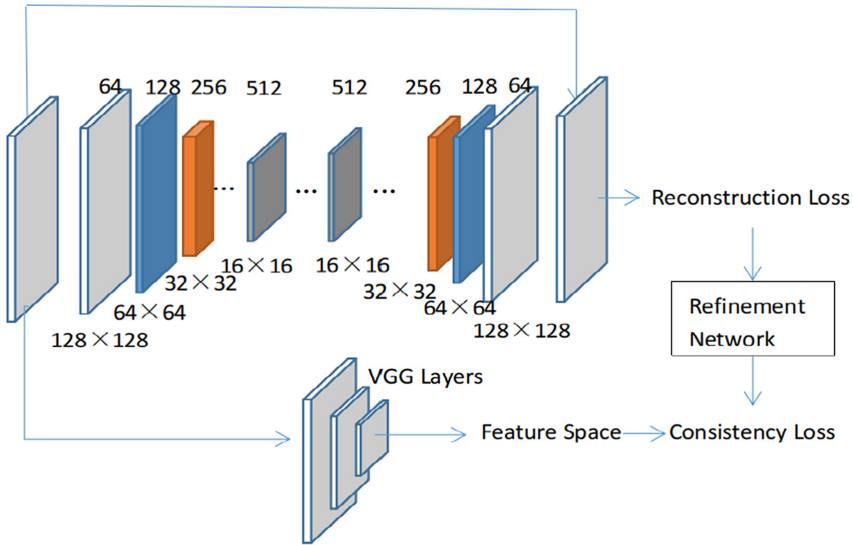 64 128 256 512 512 256 128 64
... ... ...
Reconstruction Loss
16×16 16×16
32×32 32×32
64×64 64×64
128×128 128×128
Refinement
Network
VGG Layers
Feature Space Consistency Loss